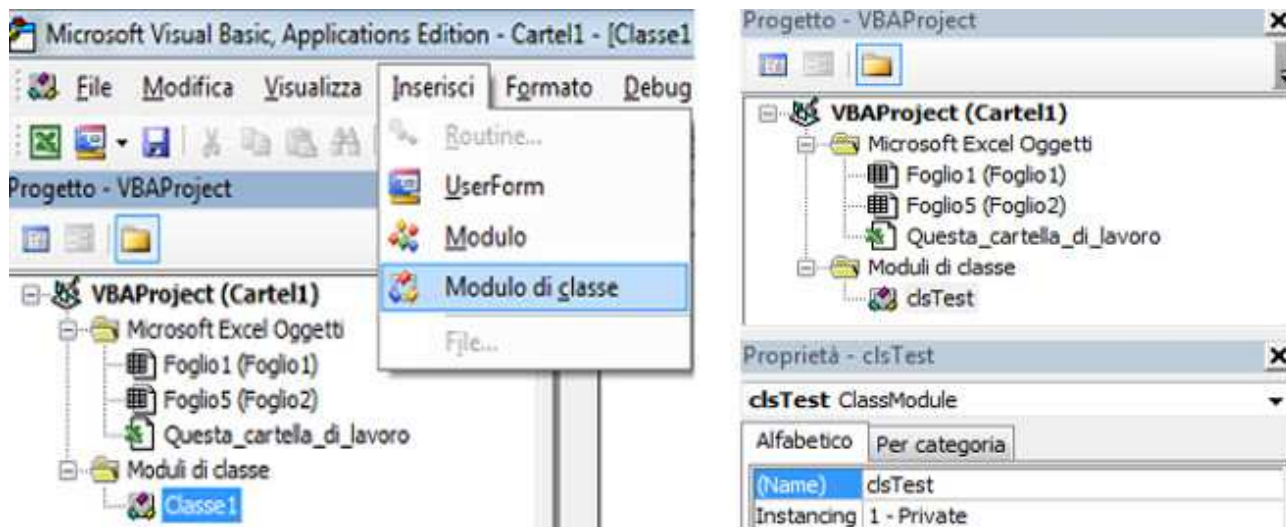 Microsoft Visual Basic, Applications Edition - Cartel1 - [Classe1
File Modifica Visualizza Inserisci Formato Debug
Routine...
UserForm
Modulo
Modulo di classe
File...
Progetto - VBAProject
VBAProject (Cartel1)
Microsoft Excel Oggetti
Foglio1 (Foglio1)
Foglio5 (Foglio2)
Questa_cartella_di_lavoro
Moduli di classe
Classe1
Progetto - VBAProject
VBAProject (Cartel1)
Microsoft Excel Oggetti
Foglio1 (Foglio1)
Foglio5 (Foglio2)
Questa_cartella_di_lavoro
Moduli di classe
clsTest
Proprietà - clsTest
clsTest ClassModule
Alfabetico Per categoria
(Name) clsTest
Instancing 1 - Private